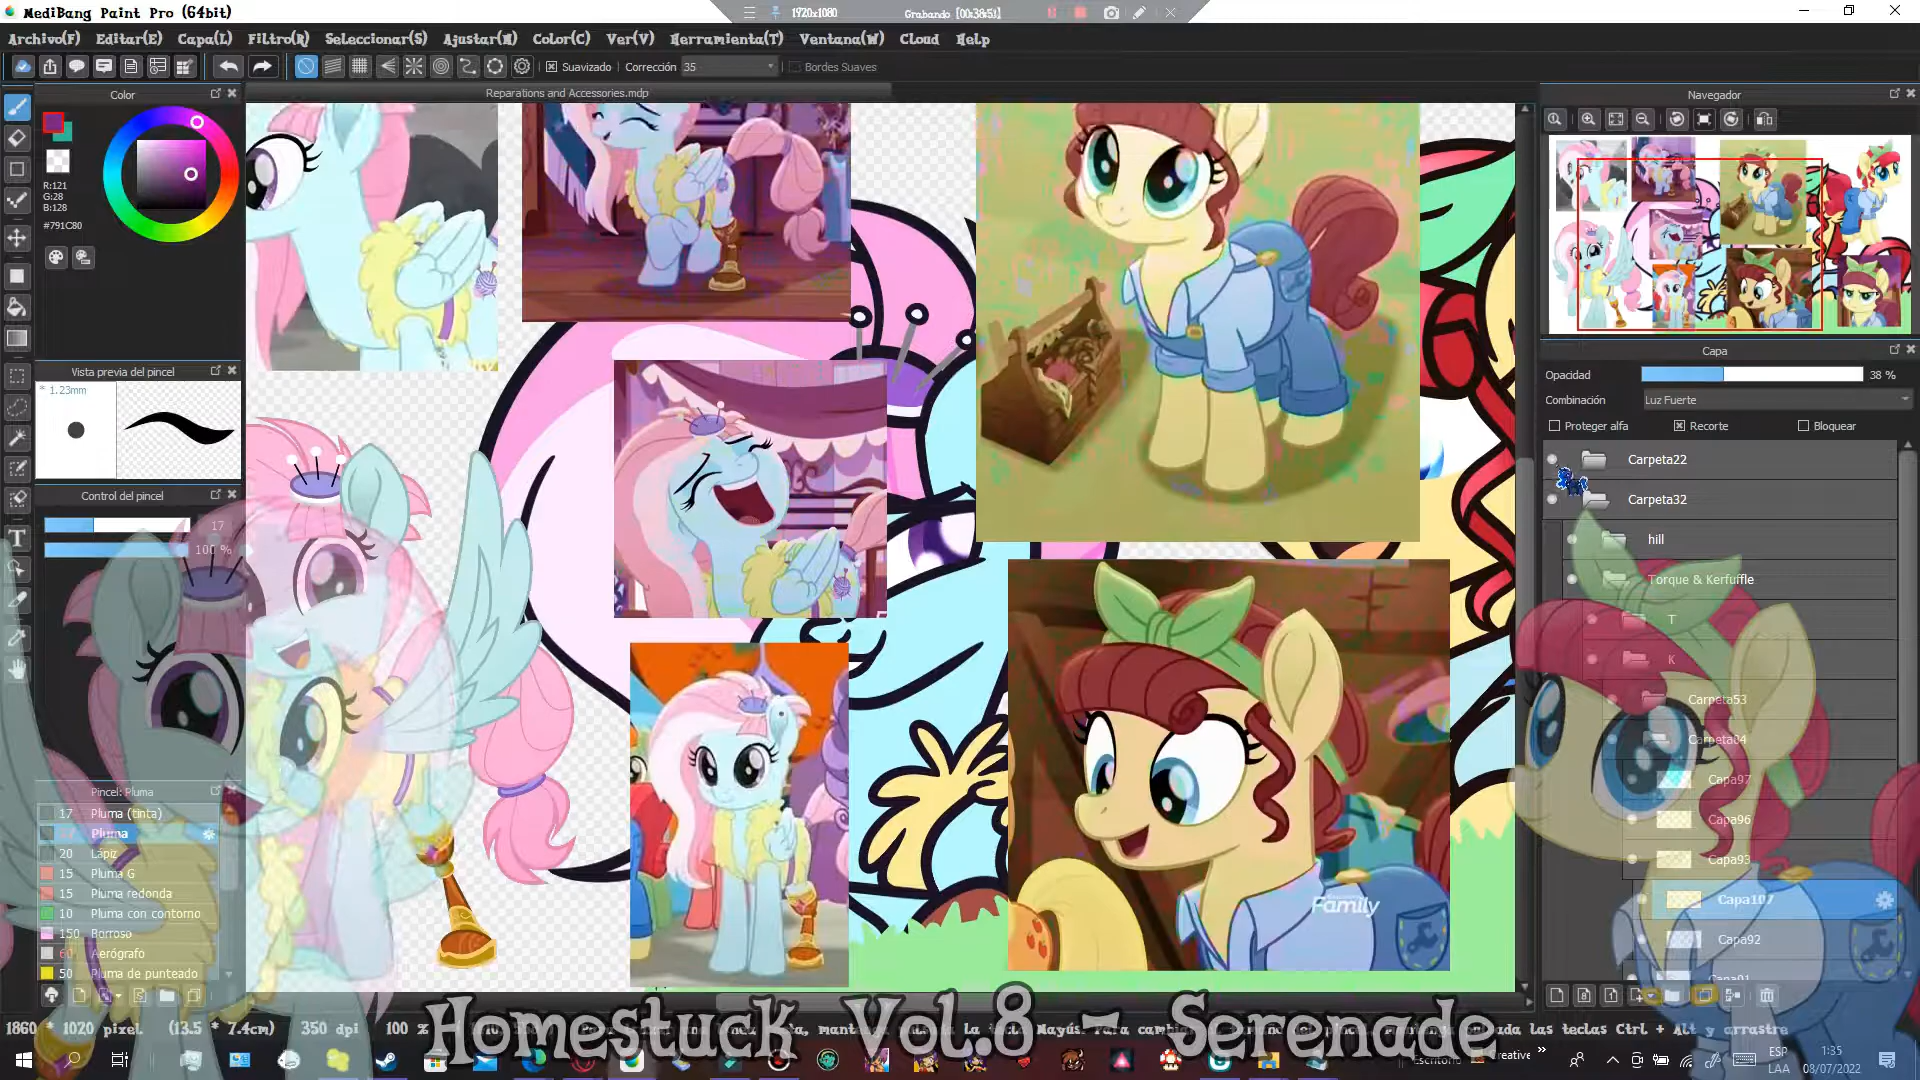 MediBang Paint Pro (64bit)
1920x1080
Grabando [00:38:53]
Archivo(F) Editar(E) Capa(L) Filtro(R) Seleccionar(S) Ajustar(M) Color(C) Ver(V) Herramienta(T) Ventana(W) Cloud Help
Suavizado Corrección 35 Bordes Suaves
Color
Reparations and Accessories.mdp
Navegador
R:121
G:28
B:128
#791C80
Capa
Opacidad 38 %
Combinación Luz Fuerte
Proteger alfa Recorte Bloquear
Vista previa del pincel
* 1.23mm
Carpeta22
Carpeta32
Control del pincel
17
100 %
hill
Torque & Kerfuffle
T
K
Carpeta53
Carpeta84
Capa97
Capa96
Capa93
Capa107
Capa92
Capa91
Pincel: Pluma
17 Pluma (tinta)
Pluma
20 Lápiz
15 Pluma G
15 Pluma redonda
10 Pluma con contorno
150 Borroso
60 Aerógrafo
50 Pluma de punteado
Family
Homestuck Vol.8 - Serenade
1860 * 1020 pixel (13.5 * 7.4cm) 350 dpi 100 %
las teclas Ctrl + Alt y arrastre
Escritorio
Creative
ESP
LAA
1:35
08/07/2022